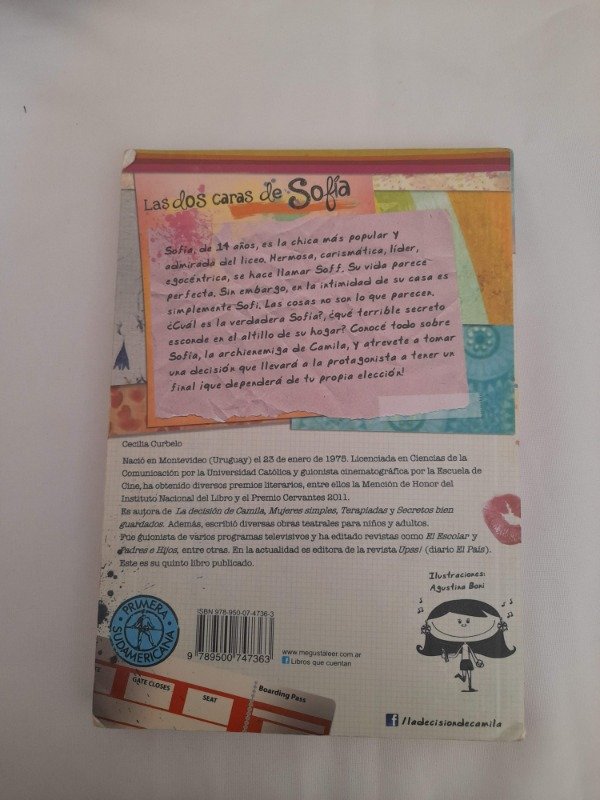 Las dos caras de Sofía
Sofía, de 14 años, es la chica más popular y
admirada del liceo. Hermosa, carismática, líder,
egocéntrica, se hace llamar Soff. Su vida parece
perfecta. Sin embargo, en la intimidad de su casa es
simplemente Sofi. Las cosas no son lo que parecen.
¿Cuál es la verdadera Sofía?, ¿qué terrible secreto
esconde en el altillo de su hogar? Conocé todo sobre
Sofía, la archienemiga de Camila, y atrevete a tomar
una decisión que llevará a la protagonista a tener un
final ¡que dependerá de tu propia elección!
Cecilia Curbelo
Nació en Montevideo (Uruguay) el 23 de enero de 1975. Licenciada en Ciencias de la
Comunicación por la Universidad Católica y guionista cinematográfica por la Escuela de
Cine, ha obtenido diversos premios literarios, entre ellos la Mención de Honor del
Instituto Nacional del Libro y el Premio Cervantes 2011.
Es autora de La decisión de Camila, Mujeres simples, Terapiadas y Secretos bien
guardados. Además, escribió diversas obras teatrales para niños y adultos.
Fue guionista de varios programas televisivos y ha editado revistas como El Escolar y
Padres e Hijos, entre otras. En la actualidad es editora de la revista Upss! (diario El País).
Este es su quinto libro publicado.
Ilustraciones:
Agustina Boni
PRIMERA
SUDAMERICANA
ISBN 978-950-07-4736-3
9 789500 747363
www.megustaleer.com.ar
f Libros que cuentan
GATE CLOSES
SEAT
Boarding Pass
f /ladecisiondecamila